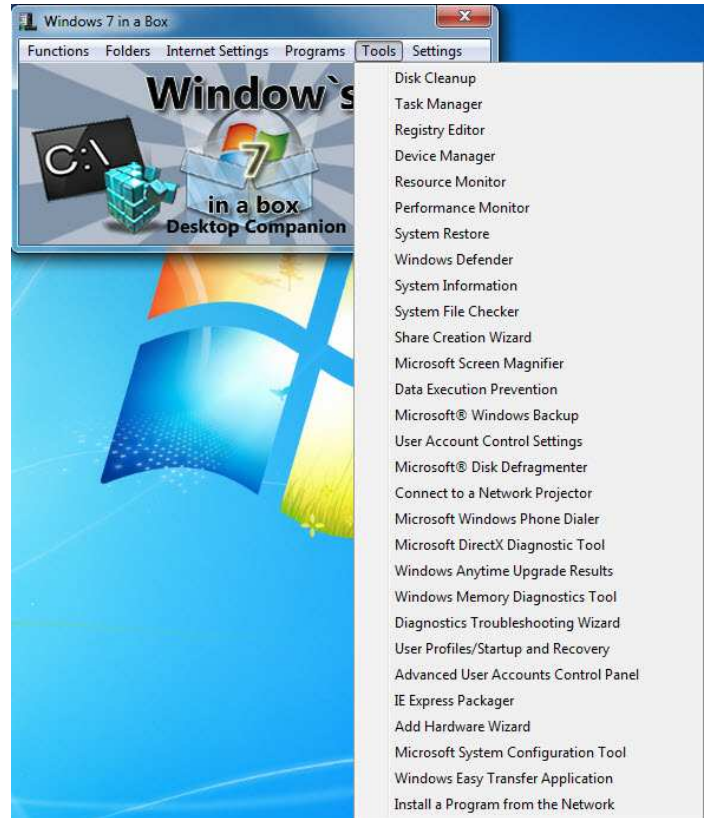 Windows 7 in a Box
Functions Folders Internet Settings Programs Tools Settings
Window`s
C:\
7
in a box
Desktop Companion
Disk Cleanup
Task Manager
Registry Editor
Device Manager
Resource Monitor
Performance Monitor
System Restore
Windows Defender
System Information
System File Checker
Share Creation Wizard
Microsoft Screen Magnifier
Data Execution Prevention
Microsoft® Windows Backup
User Account Control Settings
Microsoft® Disk Defragmenter
Connect to a Network Projector
Microsoft Windows Phone Dialer
Microsoft DirectX Diagnostic Tool
Windows Anytime Upgrade Results
Windows Memory Diagnostics Tool
Diagnostics Troubleshooting Wizard
User Profiles/Startup and Recovery
Advanced User Accounts Control Panel
IE Express Packager
Add Hardware Wizard
Microsoft System Configuration Tool
Windows Easy Transfer Application
Install a Program from the Network